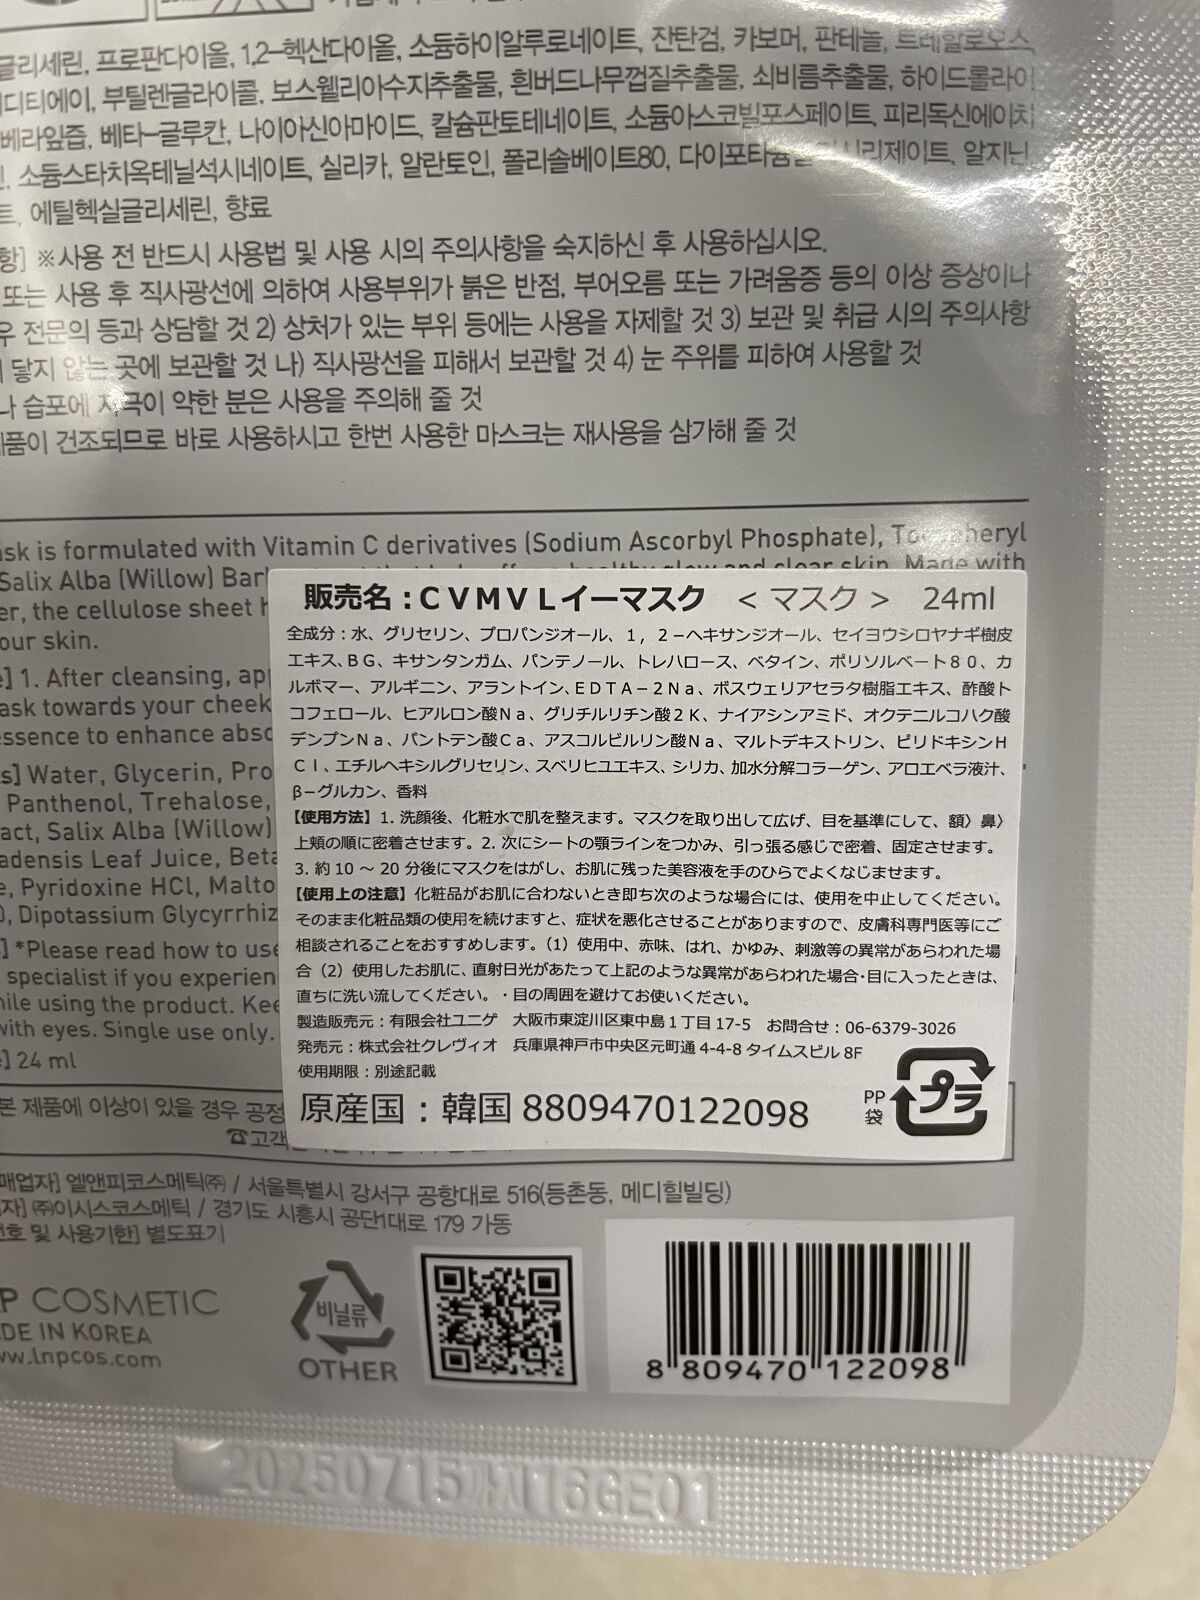 글리세린, 프로판다이올, 1,2-헥산다이올, 소듐하이알루로네이트, 잔탄검, 카보머, 판테놀, 트레할로오스,
디티에이, 부틸렌글라이콜, 보스웰리아수지추출물, 흰버드나무껍질추출물, 쇠비름추출물, 하이드롤라이
베라잎즙, 베타-글루칸, 나이아신아마이드, 칼슘판토테네이트, 소듐아스코빌포스페이트, 피리독신에이치
소듐스타치옥테닐석시네이트, 실리카, 알란토인, 폴리솔베이트80, 알지닌
트, 에틸헥실글리세린, 향료
항] ※사용 전 반드시 사용법 및 사용 시의 주의사항을 숙지하신 후 사용하십시오.
또는 사용 후 직사광선에 의하여 사용부위가 붉은 반점, 부어오름 또는 가려움증 등의 이상 증상이나
우 전문의 등과 상담할 것 2) 상처가 있는 부위 등에는 사용을 자제할 것 3) 보관 및 취급 시의 주의사항
닿지 않는 곳에 보관할 것 나) 직사광선을 피해서 보관할 것 4) 눈 주위를 피하여 사용할 것
나 습포에 자극이 약한 분은 사용을 주의해 줄 것
제품이 건조되므로 바로 사용하시고 한번 사용한 마스크는 재사용을 삼가해 줄 것
ask is formulated with Vitamin C derivatives (Sodium Ascorbyl Phosphate),
Salix Alba (Willow) Bark healthy glow and clear skin. Made with
er, the cellulose sheet
our skin.
e] 1. After cleansing, ap
ask towards your cheek
essence to enhance abso
s] Water, Glycerin, Pro
Panthenol, Trehalose,
act, Salix Alba (Willow)
adensis Leaf Juice, Beta
e, Pyridoxine HCl, Malto
0, Dipotassium Glycyrrhiz
] *Please read how to use
specialist if you experien
hile using the product. Kee
with eyes. Single use only.
e] 24 ml
販売名：ＣＶＭＶＬイーマスク ＜マスク＞ 24ml
全成分：水、グリセリン、プロパンジオール、１，２－ヘキサンジオール、セイヨウシロヤナギ樹皮
エキス、ＢＧ、キサンタンガム、パンテノール、トレハロース、ベタイン、ポリソルベート８０、カ
ルボマー、アルギニン、アラントイン、ＥＤＴＡ－２Ｎａ、ボスウェリアセラタ樹脂エキス、酢酸ト
コフェロール、ヒアルロン酸Ｎａ、グリチルリチン酸２Ｋ、ナイアシンアミド、オクテニルコハク酸
デンプンＮａ、パントテン酸Ｃａ、アスコルビルリン酸Ｎａ、マルトデキストリン、ピリドキシンＨ
Ｃｌ、エチルヘキシルグリセリン、スベリヒユエキス、シリカ、加水分解コラーゲン、アロエベラ液汁、
β－グルカン、香料
【使用方法】1. 洗顔後、化粧水で肌を整えます。マスクを取り出して広げ、目を基準にして、額〉鼻〉
上頬の順に密着させます。2. 次にシートの顎ラインをつかみ、引っ張る感じで密着、固定させます。
3. 約 10 ～ 20 分後にマスクをはがし、お肌に残った美容液を手のひらでよくなじませます。
【使用上の注意】化粧品がお肌に合わないとき即ち次のような場合には、使用を中止してください。
そのまま化粧品類の使用を続けますと、症状を悪化させることがありますので、皮膚科専門医等にご
相談されることをおすすめします。（1）使用中、赤味、はれ、かゆみ、刺激等の異常があらわれた場
合（2）使用したお肌に、直射日光があたって上記のような異常があらわれた場合・目に入ったときは、
直ちに洗い流してください。・目の周囲を避けてお使いください。
製造販売元：有限会社ユニゲ 大阪市東淀川区東中島１丁目 17-5 お問合せ：06-6379-3026
発売元：株式会社クレヴィオ 兵庫県神戸市中央区元町通 4-4-8 タイムスビル 8F
使用期限：別途記載
原産国：韓国 8809470122098
PP
袋
プラ
본 제품에 이상이 있을 경우 공정
☎고객
매업자] 엘앤피코스메틱㈜ / 서울특별시 강서구 공항대로 516(등촌동, 메디힐빌딩)
자] ㈜이시스코스메틱 / 경기도 시흥시 공단1대로 179 가동
호 및 사용기한] 별도표기
P COSMETIC
DE IN KOREA
ww.lnpcos.com
비닐류
OTHER
8 809470 122098
20250715까지16GE01